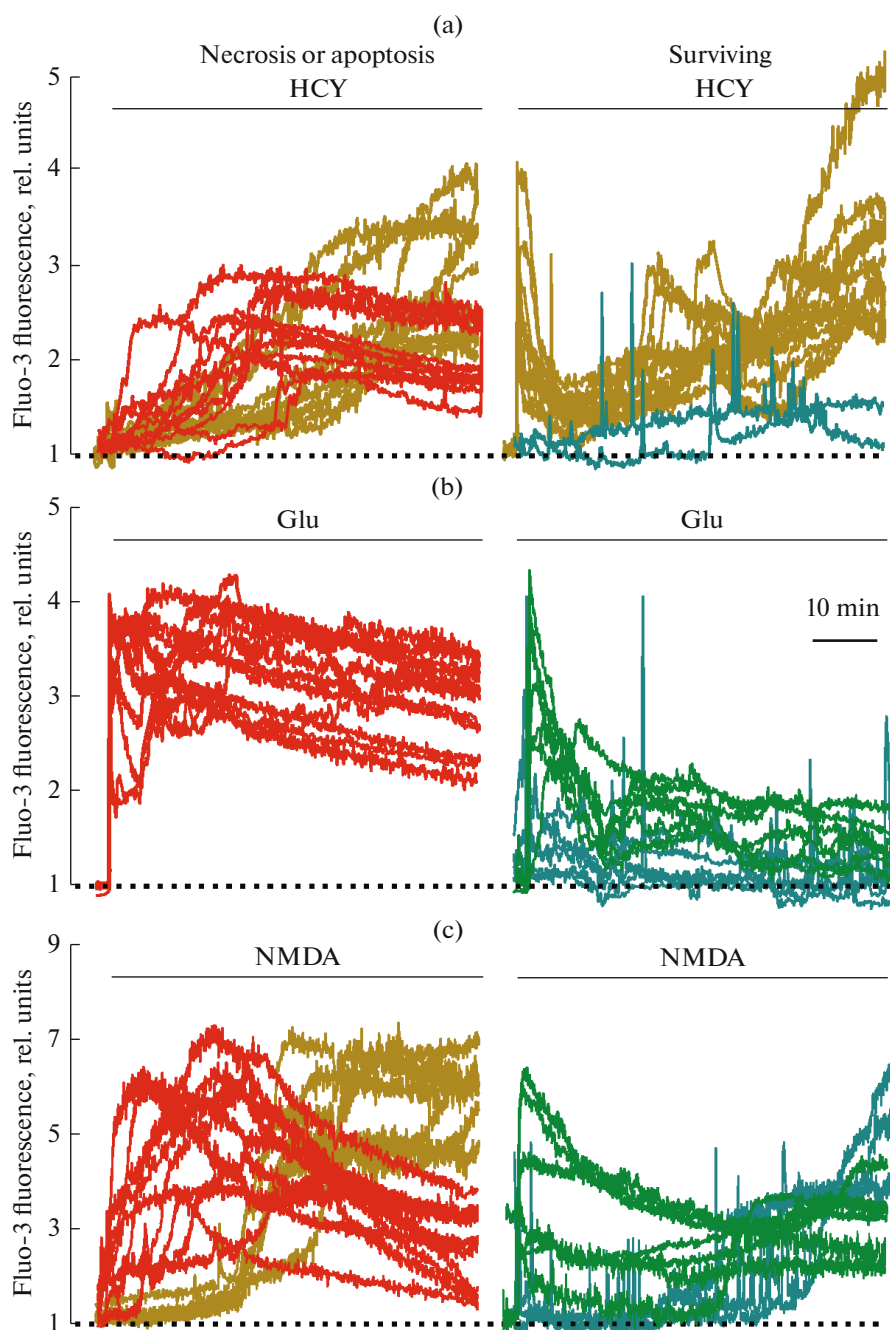 (a)
Necrosis or apoptosis
HCY
Surviving
HCY
Fluo-3 fluorescence, rel. units
5
4
3
2
1
(b)
Glu
Glu
10 min
Fluo-3 fluorescence, rel. units
5
4
3
2
1
(c)
NMDA
NMDA
Fluo-3 fluorescence, rel. units
9
7
5
3
1